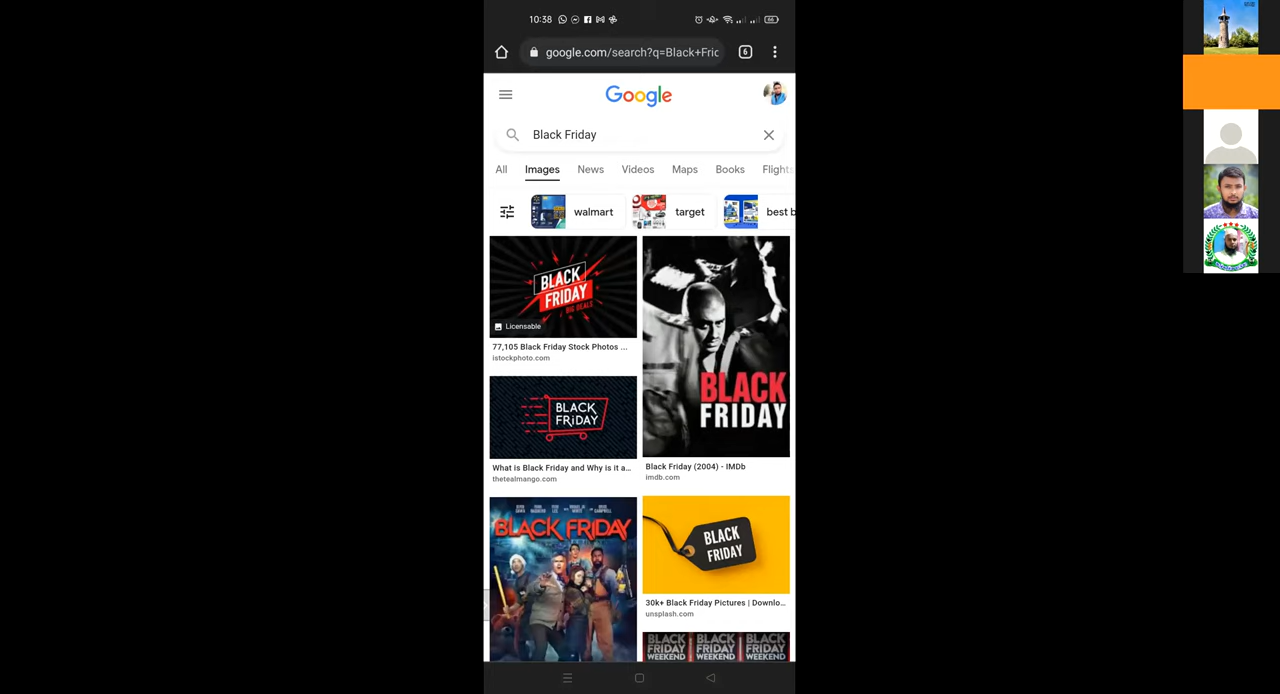 10:38
66
google.com/search?q=Black+Fric
6
Google
Black Friday
All Images News Videos Maps Books Flights
walmart target best b
BLACK
FRIDAY
BIG DEALS
Licensable
77,105 Black Friday Stock Photos ...
istockphoto.com
BLACK
FRIDAY
Black Friday (2004) - IMDb
imdb.com
BLACK
FRiDAY
What is Black Friday and Why is it a...
thetealmango.com
BLACK FRIDAY
BLACK
FRIDAY
30k+ Black Friday Pictures | Downlo...
unsplash.com
BLACK BLACK BLACK
FRIDAY FRIDAY FRIDAY
WEEKEND WEEKEND WEEKEND